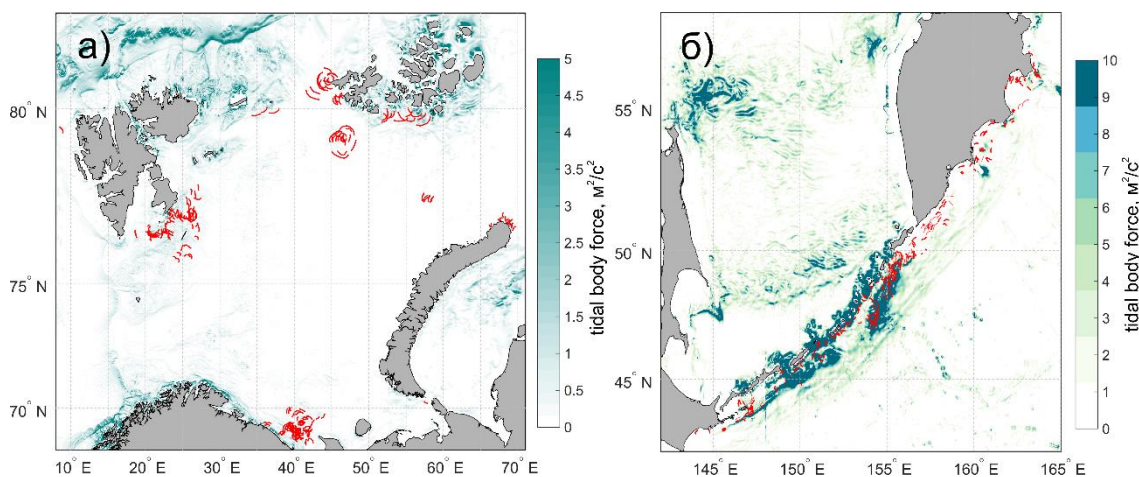 а)
80° N
75° N
70° N
10° E
20° E
30° E
40° E
50° E
60° E
70° E
5
4.5
4
3.5
3
2.5
2
1.5
1
0.5
0
tidal body force, м²/с²
б)
55° N
50° N
45° N
145° E
150° E
155° E
160° E
165° E
10
9
8
7
6
5
4
3
2
1
0
tidal body force, м²/с²